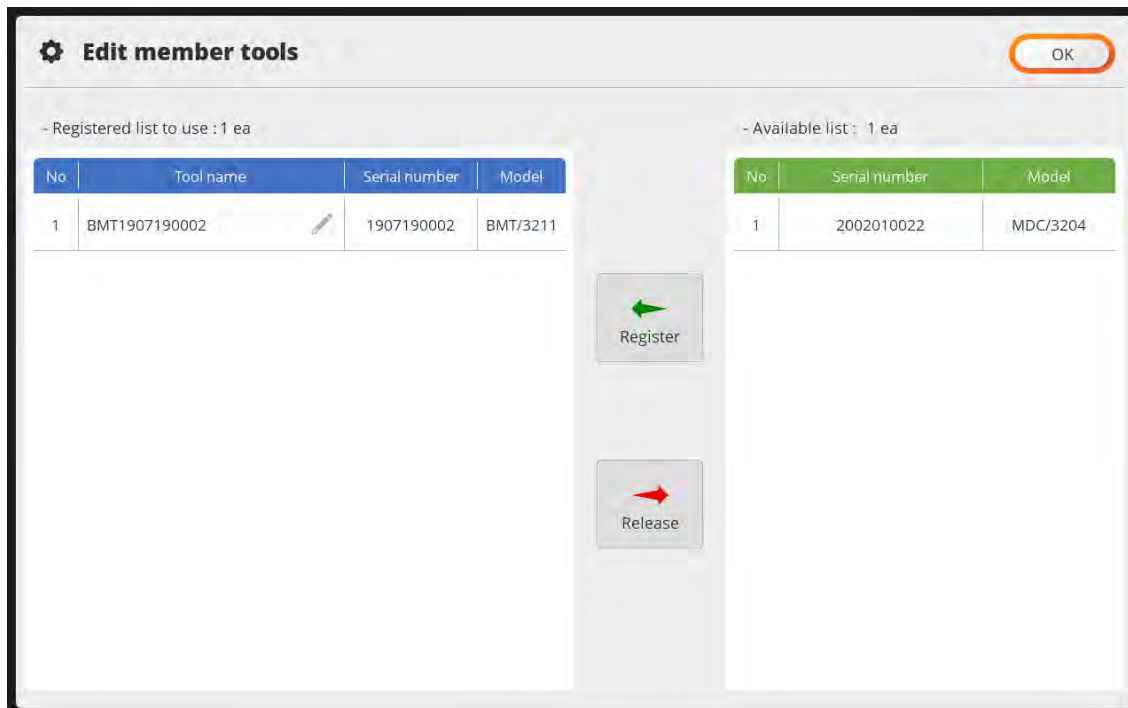 Edit member tools
OK
- Registered list to use : 1 ea
- Available list : 1 ea
No Tool name Serial number Model
No Serial number Model
1 BMT1907190002 1907190002 BMT/3211
1 2002010022 MDC/3204
Register
Release